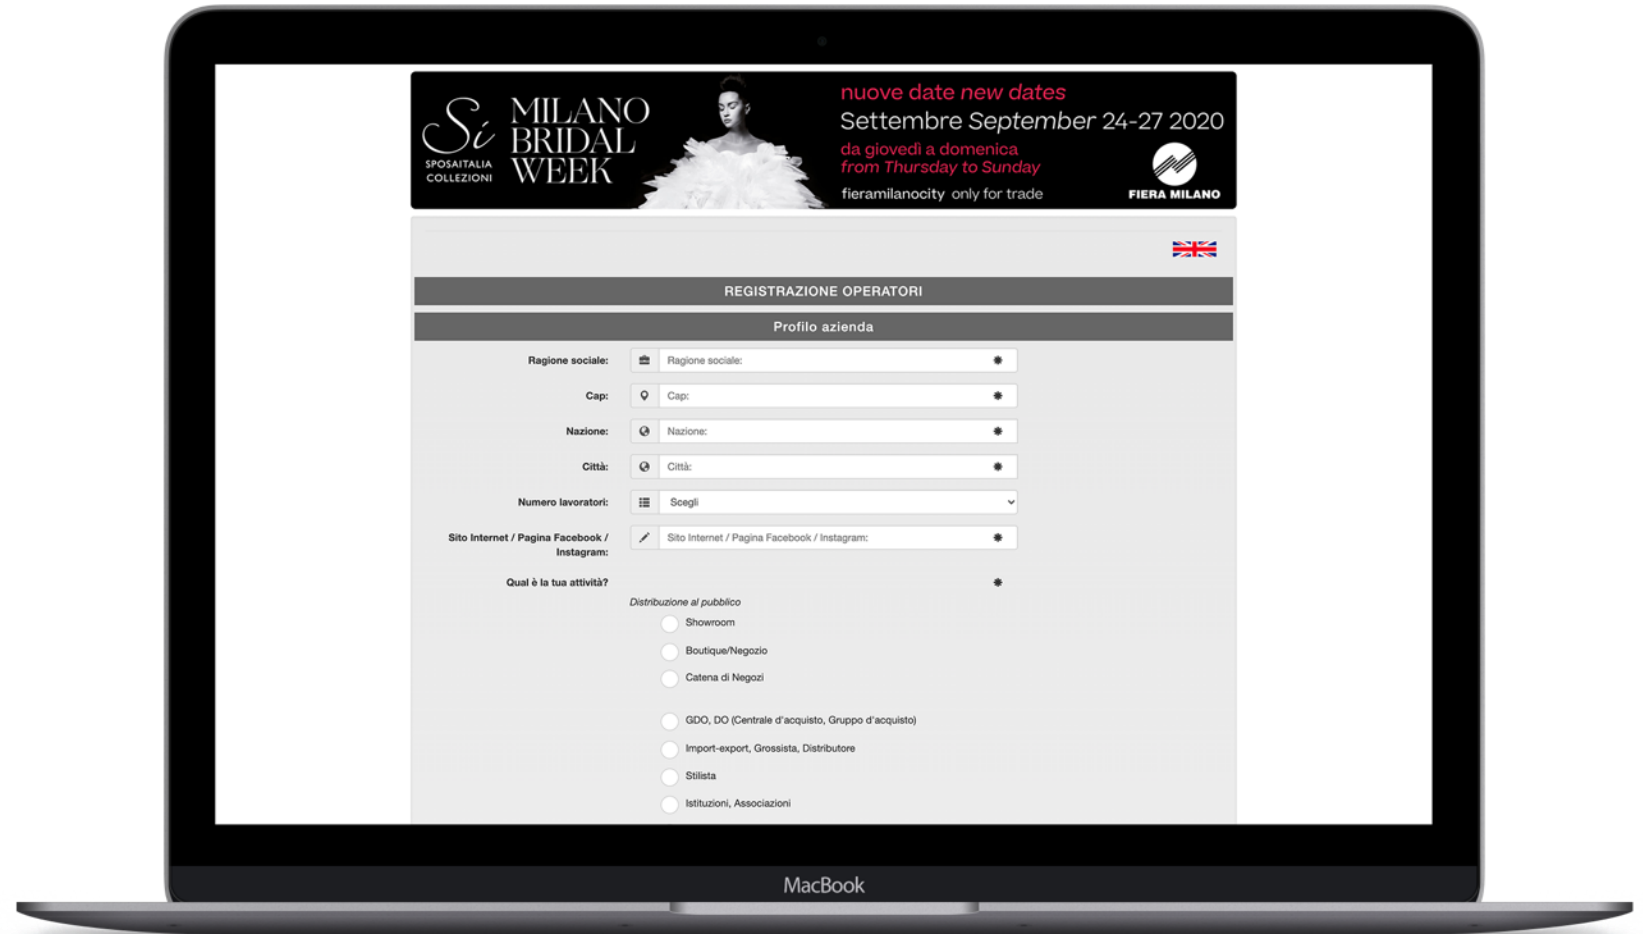 Sì
SPOSAITALIA
COLLEZIONI
MILANO
BRIDAL
WEEK
nuove date new dates
Settembre September 24-27 2020
da giovedì a domenica
from Thursday to Sunday
fieramilanocity only for trade
FIERA MILANO
REGISTRAZIONE OPERATORI
Profilo azienda
Ragione sociale: Ragione sociale:
Cap: Cap:
Nazione: Nazione:
Città: Città:
Numero lavoratori: Scegli
Sito Internet / Pagina Facebook / Sito Internet / Pagina Facebook / Instagram:
Instagram:
Qual è la tua attività?
Distribuzione al pubblico
Showroom
Boutique/Negozio
Catena di Negozi
GDO, DO (Centrale d'acquisto, Gruppo d'acquisto)
Import-export, Grossista, Distributore
Stilista
Istituzioni, Associazioni
MacBook